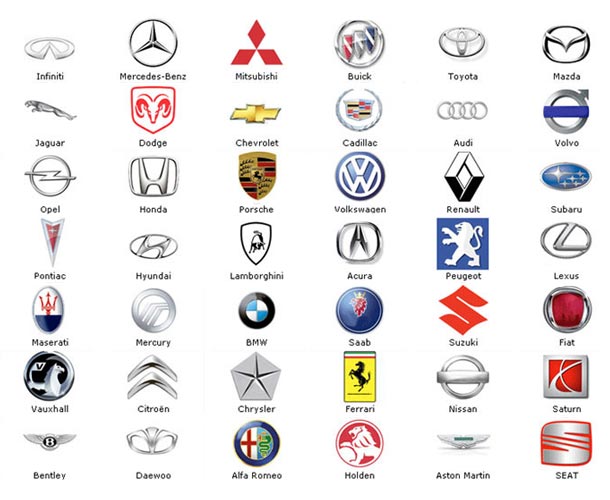 Infiniti
Mercedes-Benz
Mitsubishi
Buick
Toyota
Mazda
Jaguar
Dodge
Chevrolet
Cadillac
Audi
Volvo
Opel
Honda
Porsche
Volkswagen
Renault
Subaru
Pontiac
Hyundai
Lamborghini
Acura
Peugeot
Lexus
Maserati
Mercury
BMW
Saab
Suzuki
Fiat
Vauxhall
Citroën
Chrysler
Ferrari
Nissan
Saturn
Bentley
Daewoo
Alfa Romeo
Holden
Aston Martin
SEAT